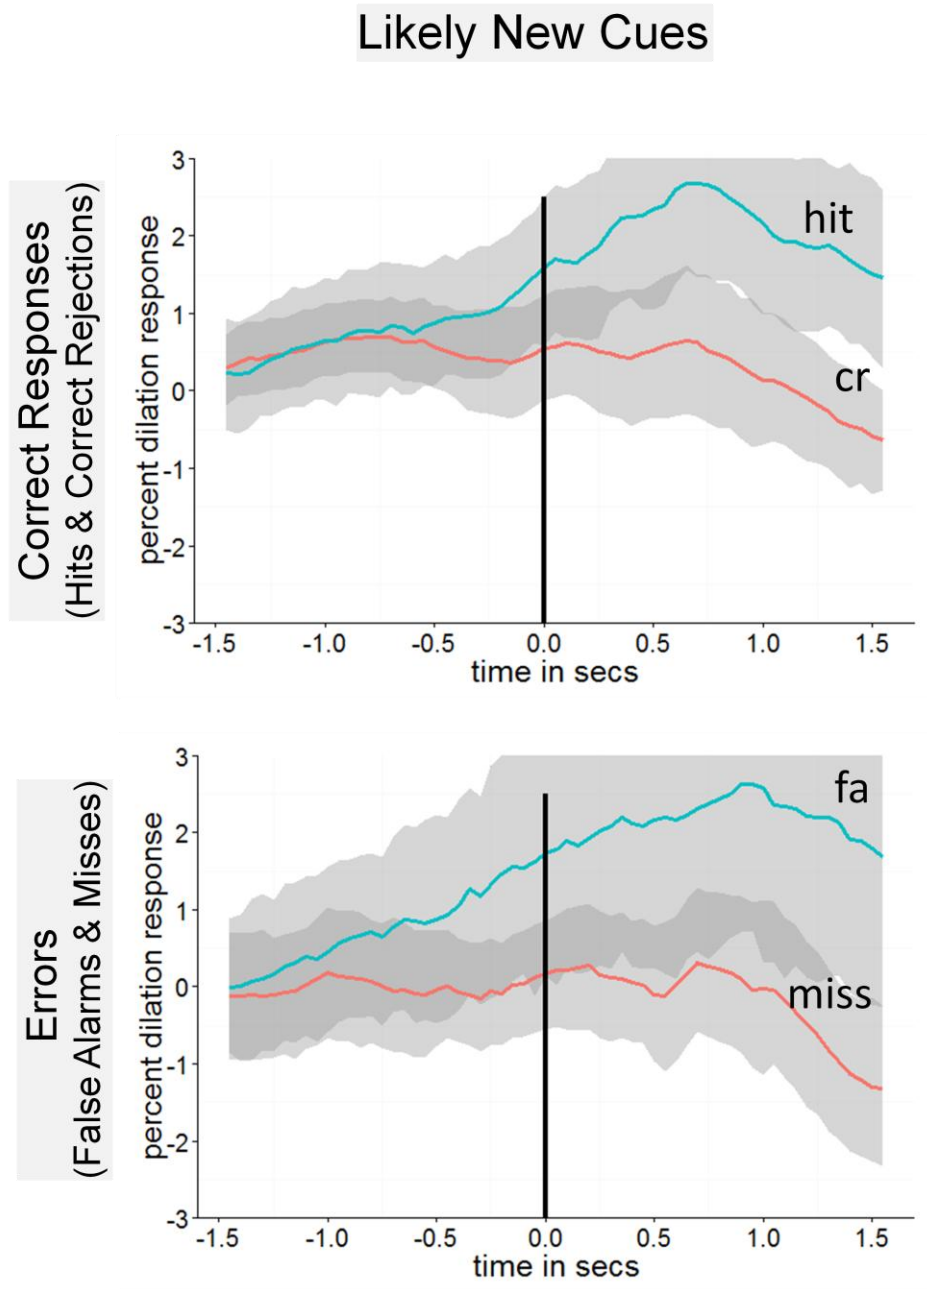 Likely New Cues
Correct Responses
(Hits & Correct Rejections)
percent dilation response
3
2
1
0
-1
-2
-3
hit
cr
-1.5 -1.0 -0.5 0.0 0.5 1.0 1.5
time in secs
Errors
(False Alarms & Misses)
percent dilation response
3
2
1
0
-1
-2
-3
fa
miss
-1.5 -1.0 -0.5 0.0 0.5 1.0 1.5
time in secs